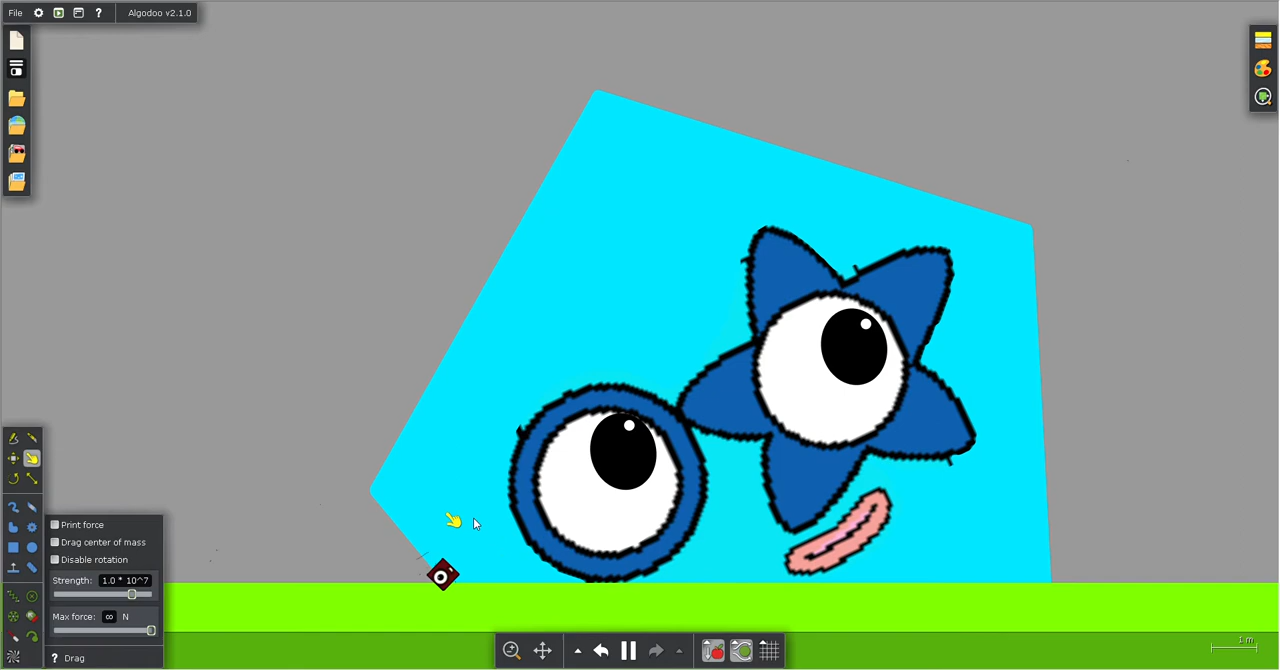 File ? Algodoo v2.1.0
Print force
Drag center of mass
Disable rotation
Strength: 1.0 * 10^7
Max force: ∞ N
? Drag
1 m